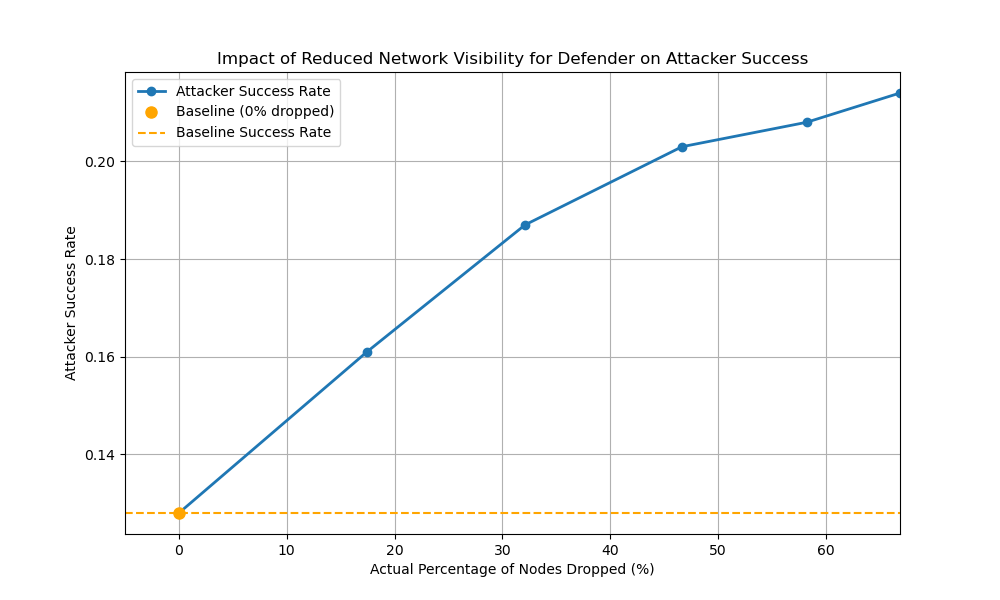 Impact of Reduced Network Visibility for Defender on Attacker Success
Attacker Success Rate
Baseline (0% dropped)
Baseline Success Rate
0.20
0.18
0.16
0.14
Attacker Success Rate
0
10
20
30
40
50
60
Actual Percentage of Nodes Dropped (%)